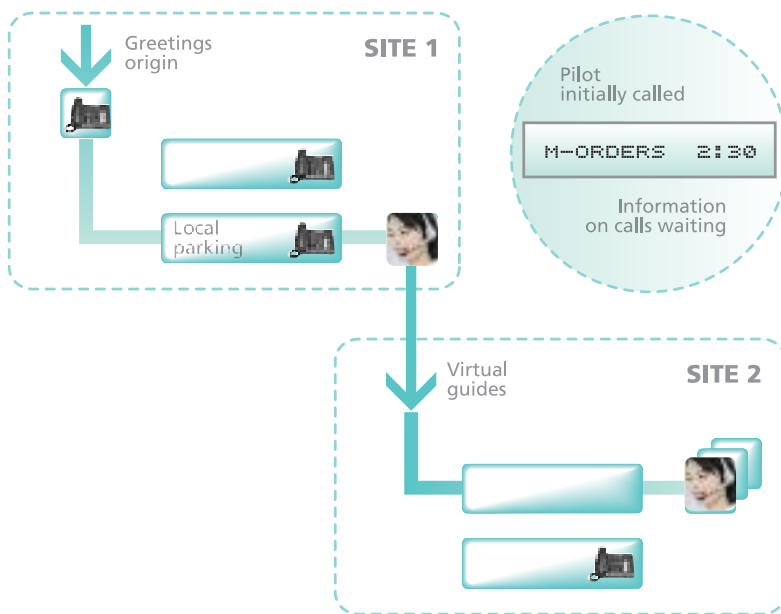 Greetings
origin
SITE 1
Local
parking
Pilot
initially called
M-ORDERS 2:30
Information
on calls waiting
Virtual
guides
SITE 2